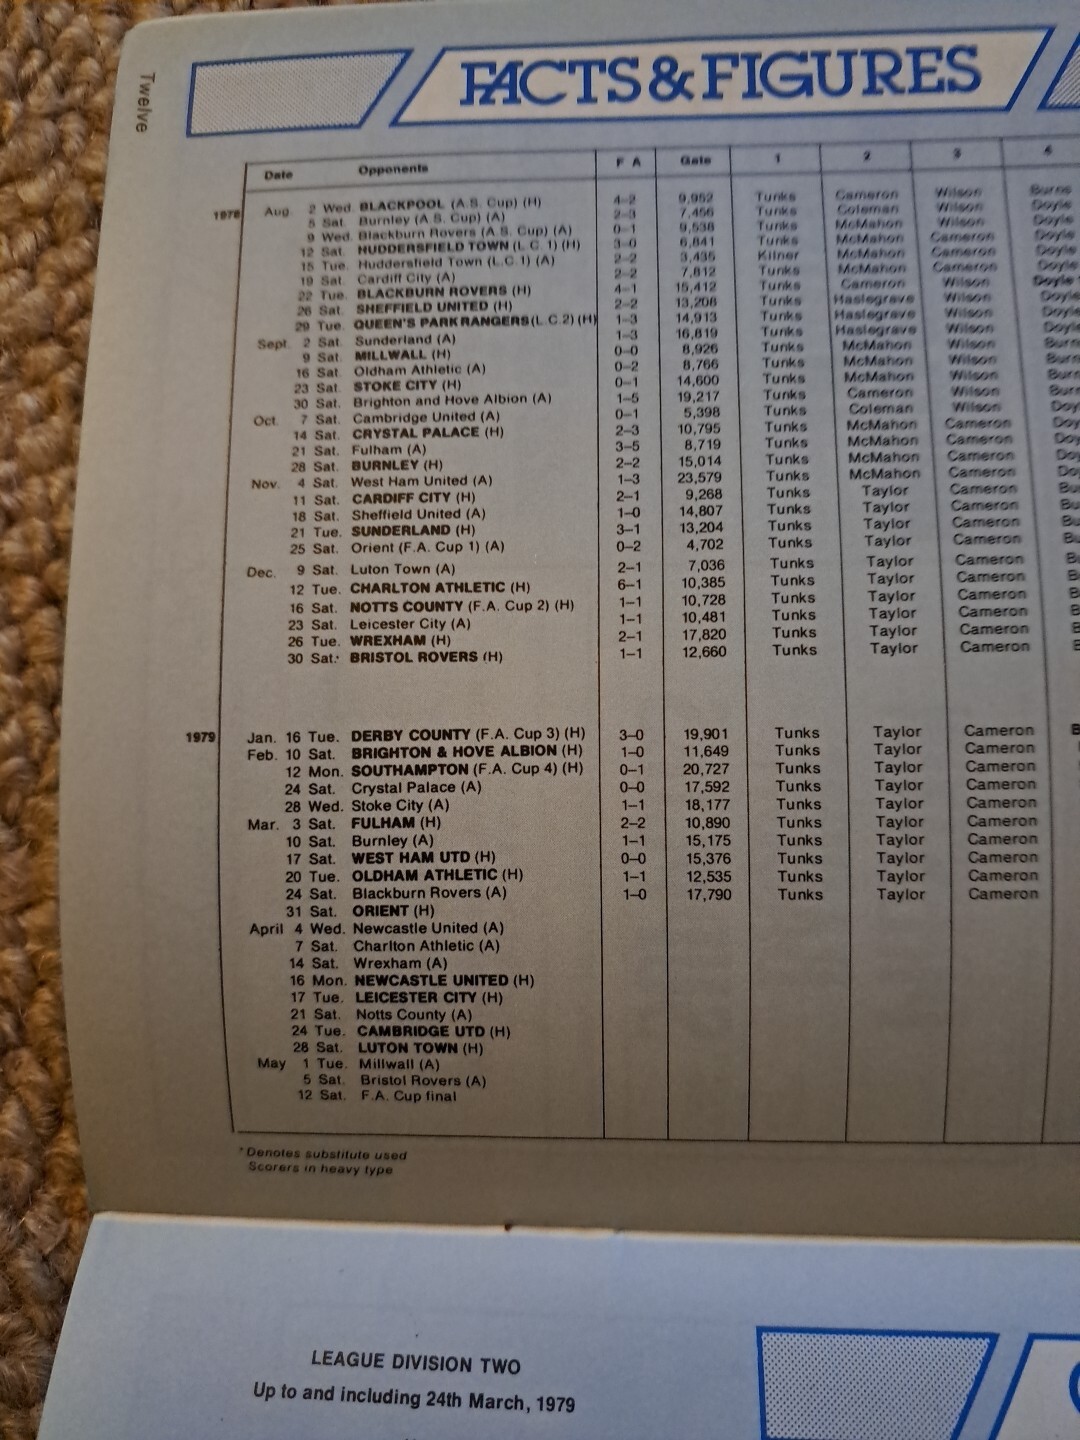 Twelve
FACTS & FIGURES
Date Opponents F A Gate 1 2 3 4
1978 Aug. 2 Wed. BLACKPOOL (A.S. Cup) (H) 4–2 9,952 Tunks Cameron Wilson Burns
5 Sat. Burnley (A.S. Cup) (A) 2–3 7,456 Tunks Coleman Wilson Doyle
9 Wed. Blackburn Rovers (A.S. Cup) (A) 0–1 9,538 Tunks McMahon Wilson Doyle
12 Sat. HUDDERSFIELD TOWN (L.C. 1) (H) 3–0 6,841 Tunks McMahon Cameron Doyle
15 Tue. Huddersfield Town (L.C. 1) (A) 2–2 3,435 Kilner McMahon Cameron Doyle
19 Sat. Cardiff City (A) 2–2 7,812 Tunks McMahon Cameron Doyle
22 Tue. BLACKBURN ROVERS (H) 4–1 15,412 Tunks Cameron Wilson Doyle
26 Sat. SHEFFIELD UNITED (H) 2–2 13,206 Tunks Haslegrave Wilson Doyle
29 Tue. QUEEN'S PARK RANGERS (L.C. 2) (H) 1–3 14,913 Tunks Haslegrave Wilson Doyle
Sept. 2 Sat. Sunderland (A) 1–3 16,819 Tunks Haslegrave Wilson
9 Sat. MILLWALL (H) 0–0 8,926 Tunks McMahon Wilson
16 Sat. Oldham Athletic (A) 0–2 8,766 Tunks McMahon Wilson
23 Sat. STOKE CITY (H) 0–1 14,600 Tunks McMahon Wilson
30 Sat. Brighton and Hove Albion (A) 1–5 19,217 Tunks Cameron Wilson
Oct. 7 Sat. Cambridge United (A) 0–1 5,398 Tunks Coleman Wilson
14 Sat. CRYSTAL PALACE (H) 2–3 10,795 Tunks McMahon Cameron
21 Sat. Fulham (A) 3–5 8,719 Tunks McMahon Cameron
28 Sat. BURNLEY (H) 2–2 15,014 Tunks McMahon Cameron
Nov. 4 Sat. West Ham United (A) 1–3 23,579 Tunks McMahon Cameron
11 Sat. CARDIFF CITY (H) 2–1 9,268 Tunks Taylor Cameron
18 Sat. Sheffield United (A) 1–0 14,807 Tunks Taylor Cameron
21 Tue. SUNDERLAND (H) 3–1 13,204 Tunks Taylor Cameron
25 Sat. Orient (F.A. Cup 1) (A) 0–2 4,702 Tunks Taylor Cameron
Dec. 9 Sat. Luton Town (A) 2–1 7,036 Tunks Taylor Cameron
12 Tue. CHARLTON ATHLETIC (H) 6–1 10,385 Tunks Taylor Cameron
16 Sat. NOTTS COUNTY (F.A. Cup 2) (H) 1–1 10,728 Tunks Taylor Cameron
23 Sat. Leicester City (A) 1–1 10,481 Tunks Taylor Cameron
26 Tue. WREXHAM (H) 2–1 17,820 Tunks Taylor Cameron
30 Sat. BRISTOL ROVERS (H) 1–1 12,660 Tunks Taylor Cameron
1979 Jan. 16 Tue. DERBY COUNTY (F.A. Cup 3) (H) 3–0 19,901 Tunks Taylor Cameron
Feb. 10 Sat. BRIGHTON & HOVE ALBION (H) 1–0 11,649 Tunks Taylor Cameron
12 Mon. SOUTHAMPTON (F.A. Cup 4) (H) 0–1 20,727 Tunks Taylor Cameron
24 Sat. Crystal Palace (A) 0–0 17,592 Tunks Taylor Cameron
28 Wed. Stoke City (A) 1–1 18,177 Tunks Taylor Cameron
Mar. 3 Sat. FULHAM (H) 2–2 10,890 Tunks Taylor Cameron
10 Sat. Burnley (A) 1–1 15,175 Tunks Taylor Cameron
17 Sat. WEST HAM UTD (H) 0–0 15,376 Tunks Taylor Cameron
20 Tue. OLDHAM ATHLETIC (H) 1–1 12,535 Tunks Taylor Cameron
24 Sat. Blackburn Rovers (A) 1–0 17,790 Tunks Taylor Cameron
31 Sat. ORIENT (H)
April 4 Wed. Newcastle United (A)
7 Sat. Charlton Athletic (A)
14 Sat. Wrexham (A)
16 Mon. NEWCASTLE UNITED (H)
17 Tue. LEICESTER CITY (H)
21 Sat. Notts County (A)
24 Tue. CAMBRIDGE UTD (H)
28 Sat. LUTON TOWN (H)
May 1 Tue. Millwall (A)
5 Sat. Bristol Rovers (A)
12 Sat. F.A. Cup final
* Denotes substitute used
Scorers in heavy type
LEAGUE DIVISION TWO
Up to and including 24th March, 1979